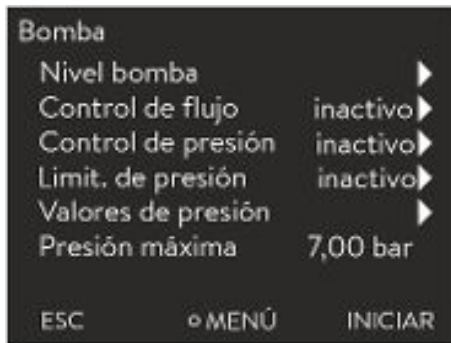 Bomba
Nivel bomba
Control de flujo inactivo
Control de presión inactivo
Limit. de presión inactivo
Valores de presión
Presión máxima 7,00 bar
ESC MENÚ INICIAR